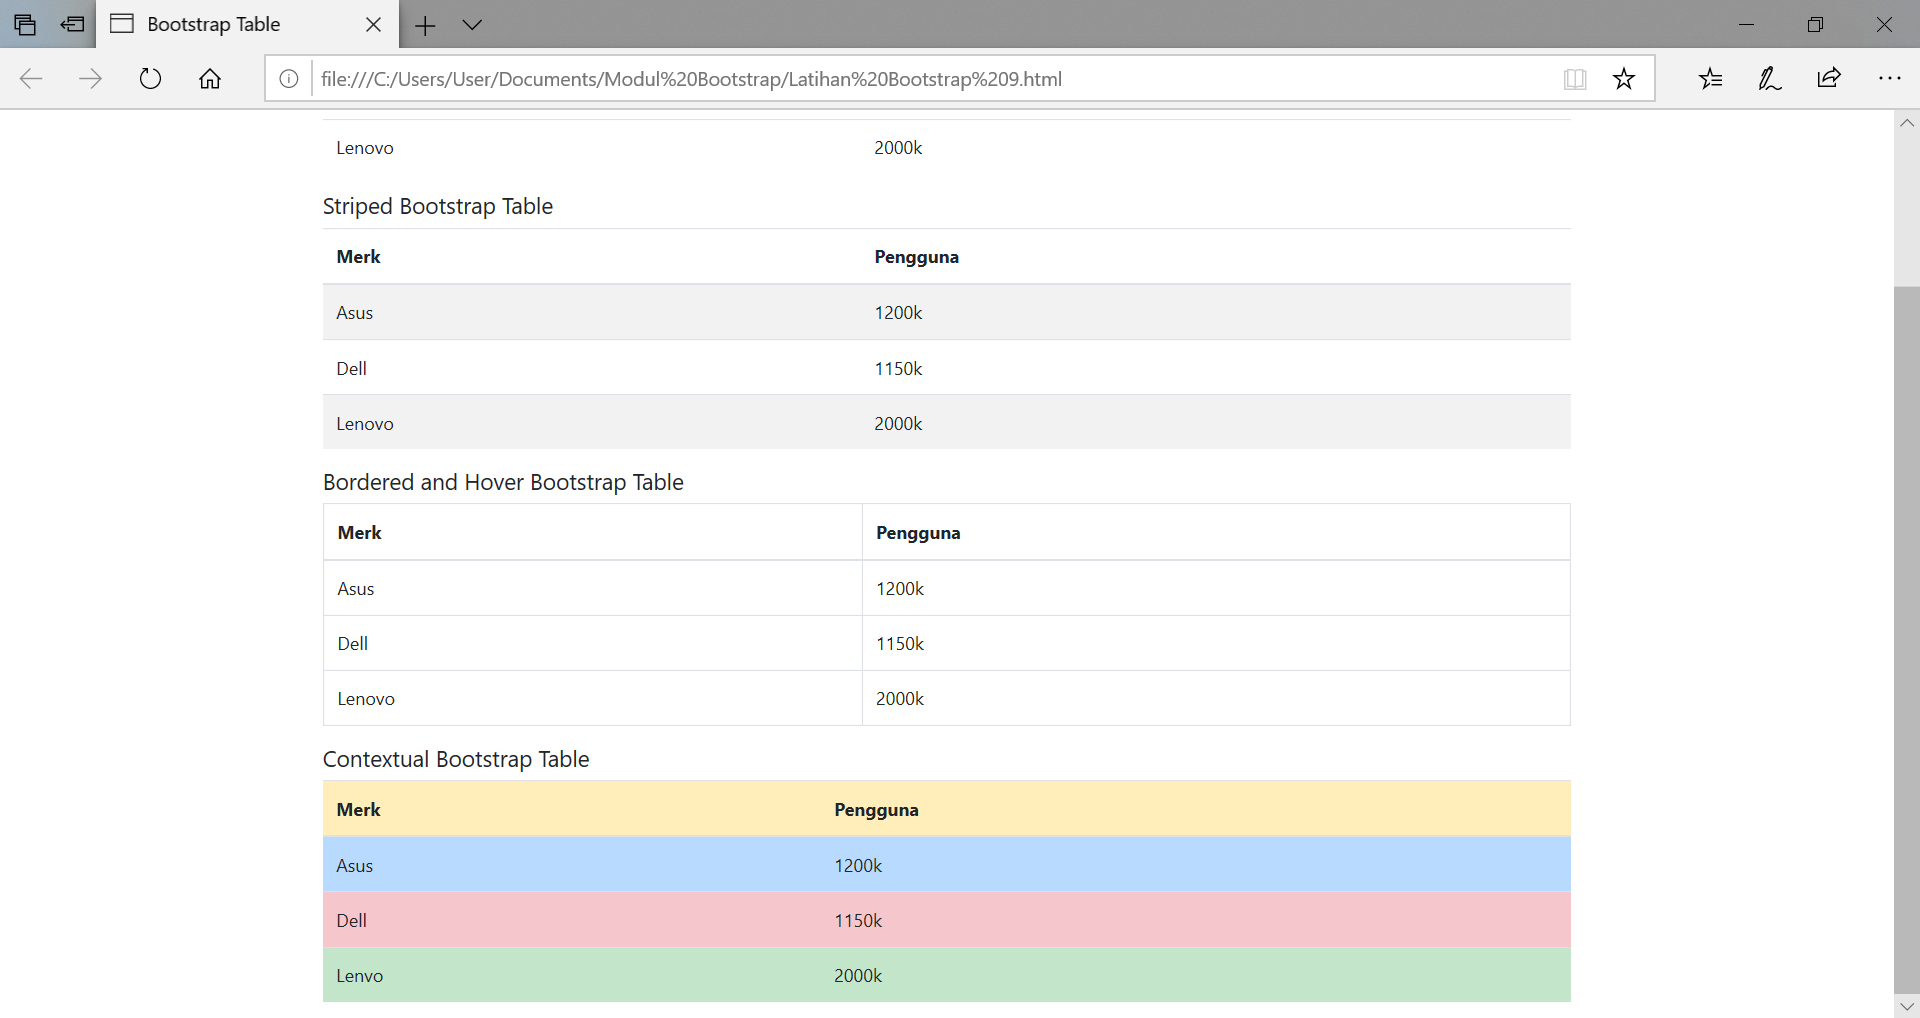 Bootstrap Table
file:///C:/Users/User/Documents/Modul%20Bootstrap/Latihan%20Bootstrap%209.html
Lenovo 2000k
Striped Bootstrap Table
Merk Pengguna
Asus 1200k
Dell 1150k
Lenovo 2000k
Bordered and Hover Bootstrap Table
Merk Pengguna
Asus 1200k
Dell 1150k
Lenovo 2000k
Contextual Bootstrap Table
Merk Pengguna
Asus 1200k
Dell 1150k
Lenvo 2000k